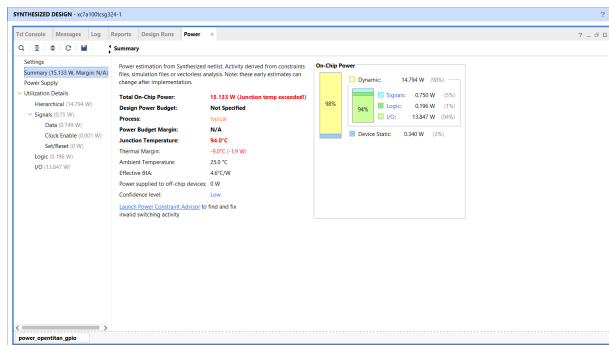 SYNTHESIZED DESIGN - xc7a100tcsg324-1 ?
Tcl Console Messages Log Reports Design Runs Power × ? _
Summary
Settings
Summary (15.133 W, Margin: N/A)
Power Supply
Utilization Details
Hierarchical (14.794 W)
Signals (0.75 W)
Data (0.749 W)
Clock Enable (0.001 W)
Set/Reset (0 W)
Logic (0.196 W)
I/O (13.847 W)
Power estimation from Synthesized netlist. Activity derived from constraints
files, simulation files or vectorless analysis. Note: these early estimates can
change after implementation.
Total On-Chip Power: 15.133 W (Junction temp exceeded!)
Design Power Budget: Not Specified
Process: typical
Power Budget Margin: N/A
Junction Temperature: 94.0°C
Thermal Margin: -9.0°C (-1.9 W)
Ambient Temperature: 25.0 °C
Effective θJA: 4.6°C/W
Power supplied to off-chip devices: 0 W
Confidence level: Low
Launch Power Constraint Advisor to find and fix
invalid switching activity
On-Chip Power
Dynamic: 14.794 W (98%)
98%
94%
Signals: 0.750 W (5%)
Logic: 0.196 W (1%)
I/O: 13.847 W (94%)
Device Static: 0.340 W (2%)
power_opentitan_gpio